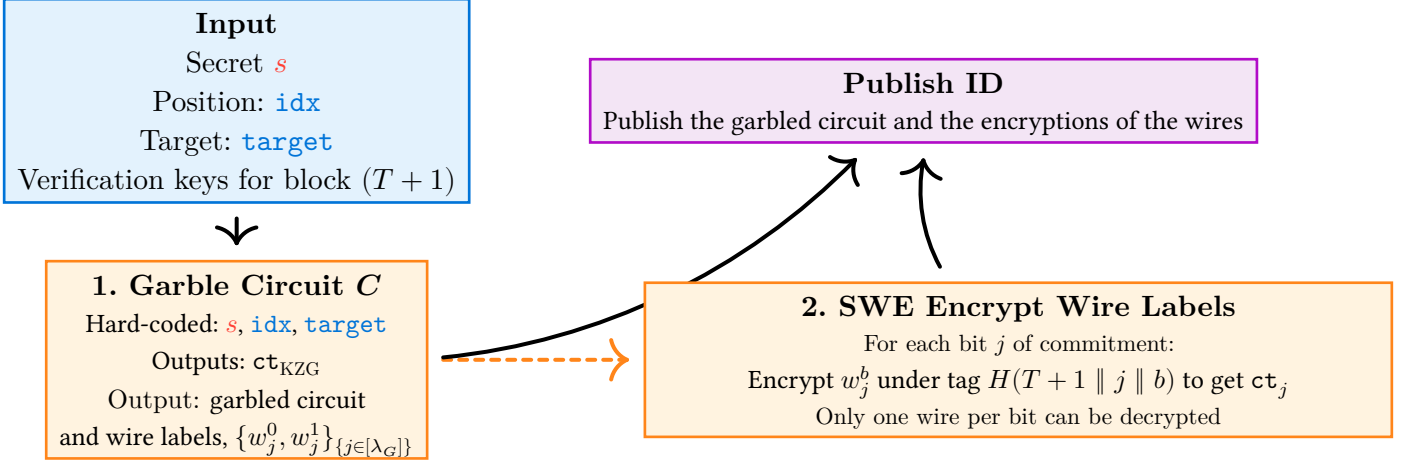 Input
Secret s
Position: idx
Target: target
Verification keys for block (T + 1)
Publish ID
Publish the garbled circuit and the encryptions of the wires
1. Garble Circuit C
Hard-coded: s, idx, target
Outputs: ct_KZG
Output: garbled circuit
and wire labels, {w_j^0, w_j^1}_{{j∈[λ_G]}}
2. SWE Encrypt Wire Labels
For each bit j of commitment:
Encrypt w_j^b under tag H(T + 1 ∥ j ∥ b) to get ct_j
Only one wire per bit can be decrypted